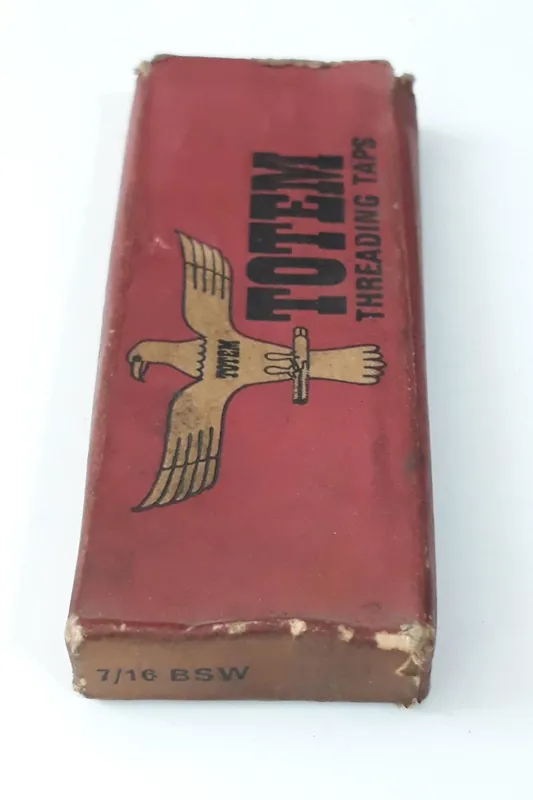 TOTEM
THREADING TAPS
TOTEM
7/16 BSW